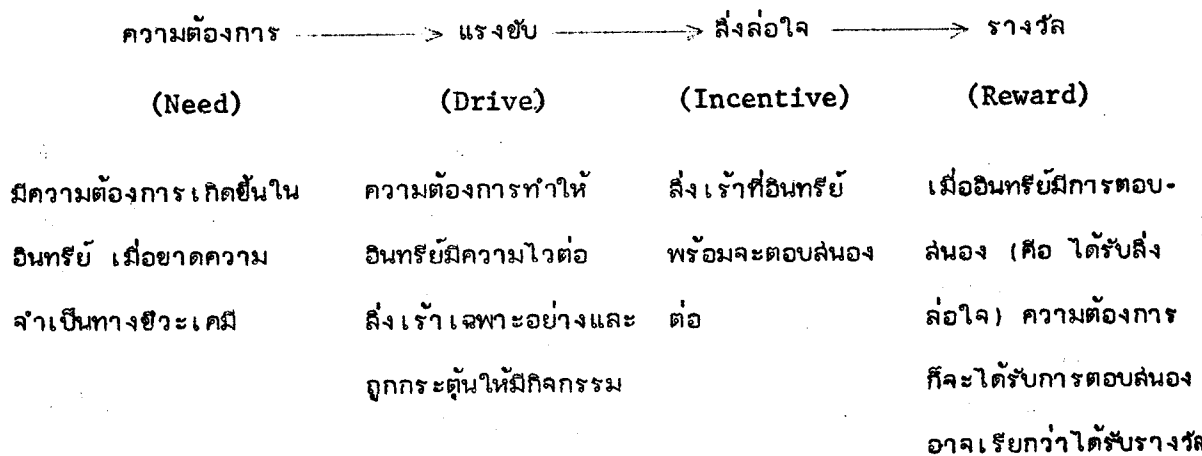 ความต้องการ ⟶ แรงขับ ⟶ สิ่งล่อใจ ⟶ รางวัล
(Need) (Drive) (Incentive) (Reward)
มีความต้องการเกิดขึ้นใน ความต้องการทำให้ สิ่งเร้าที่อินทรีย์ เมื่ออินทรีย์มีการตอบ-
อินทรีย์ เมื่อขาดความ อินทรีย์มีความไวต่อ พร้อมจะตอบสนอง สนอง (คือ ได้รับสิ่ง
จำเป็นทางชีวะเคมี สิ่งเร้าเฉพาะอย่างและ ต่อ ล่อใจ) ความต้องการ
ถูกกระตุ้นให้มีกิจกรรม ก็จะได้รับการตอบสนอง
อาจเรียกว่าได้รับรางวัล